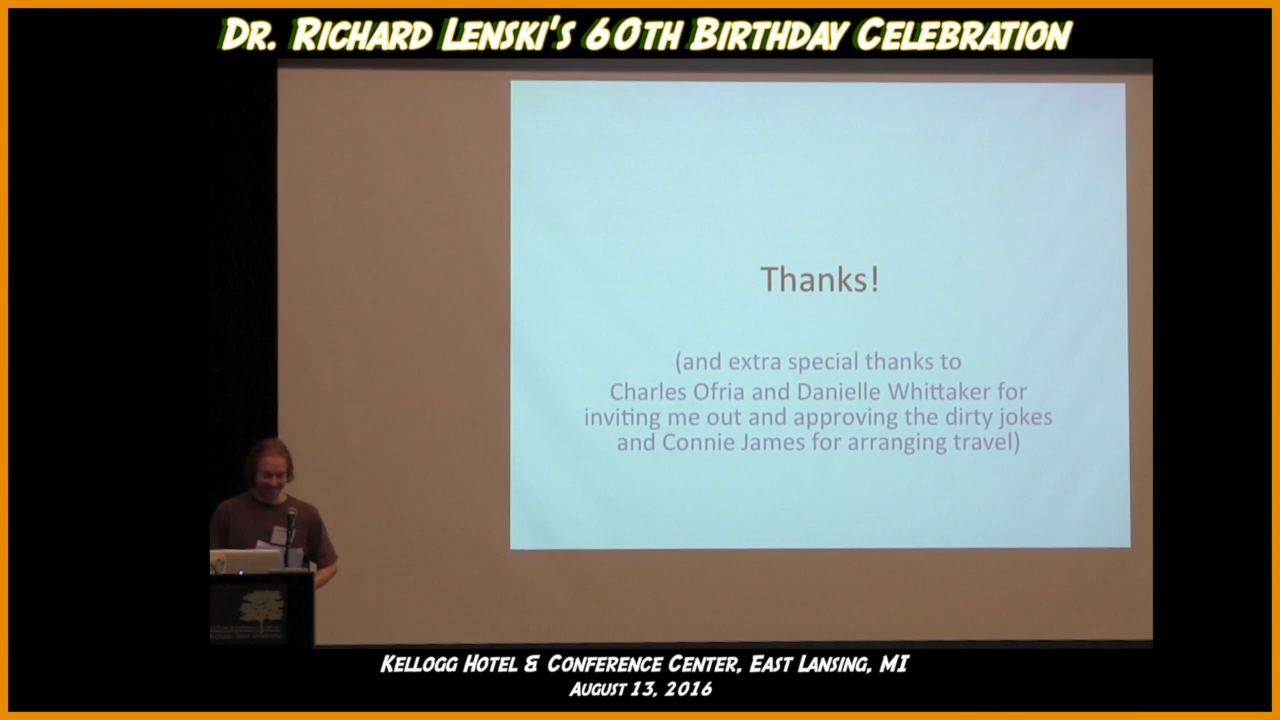 Dr. Richard Lenski's 60th Birthday Celebration
Thanks!
(and extra special thanks to
Charles Ofria and Danielle Whittaker for
inviting me out and approving the dirty jokes
and Connie James for arranging travel)
Kellogg Hotel & Conference Center, East Lansing, MI
August 13, 2016